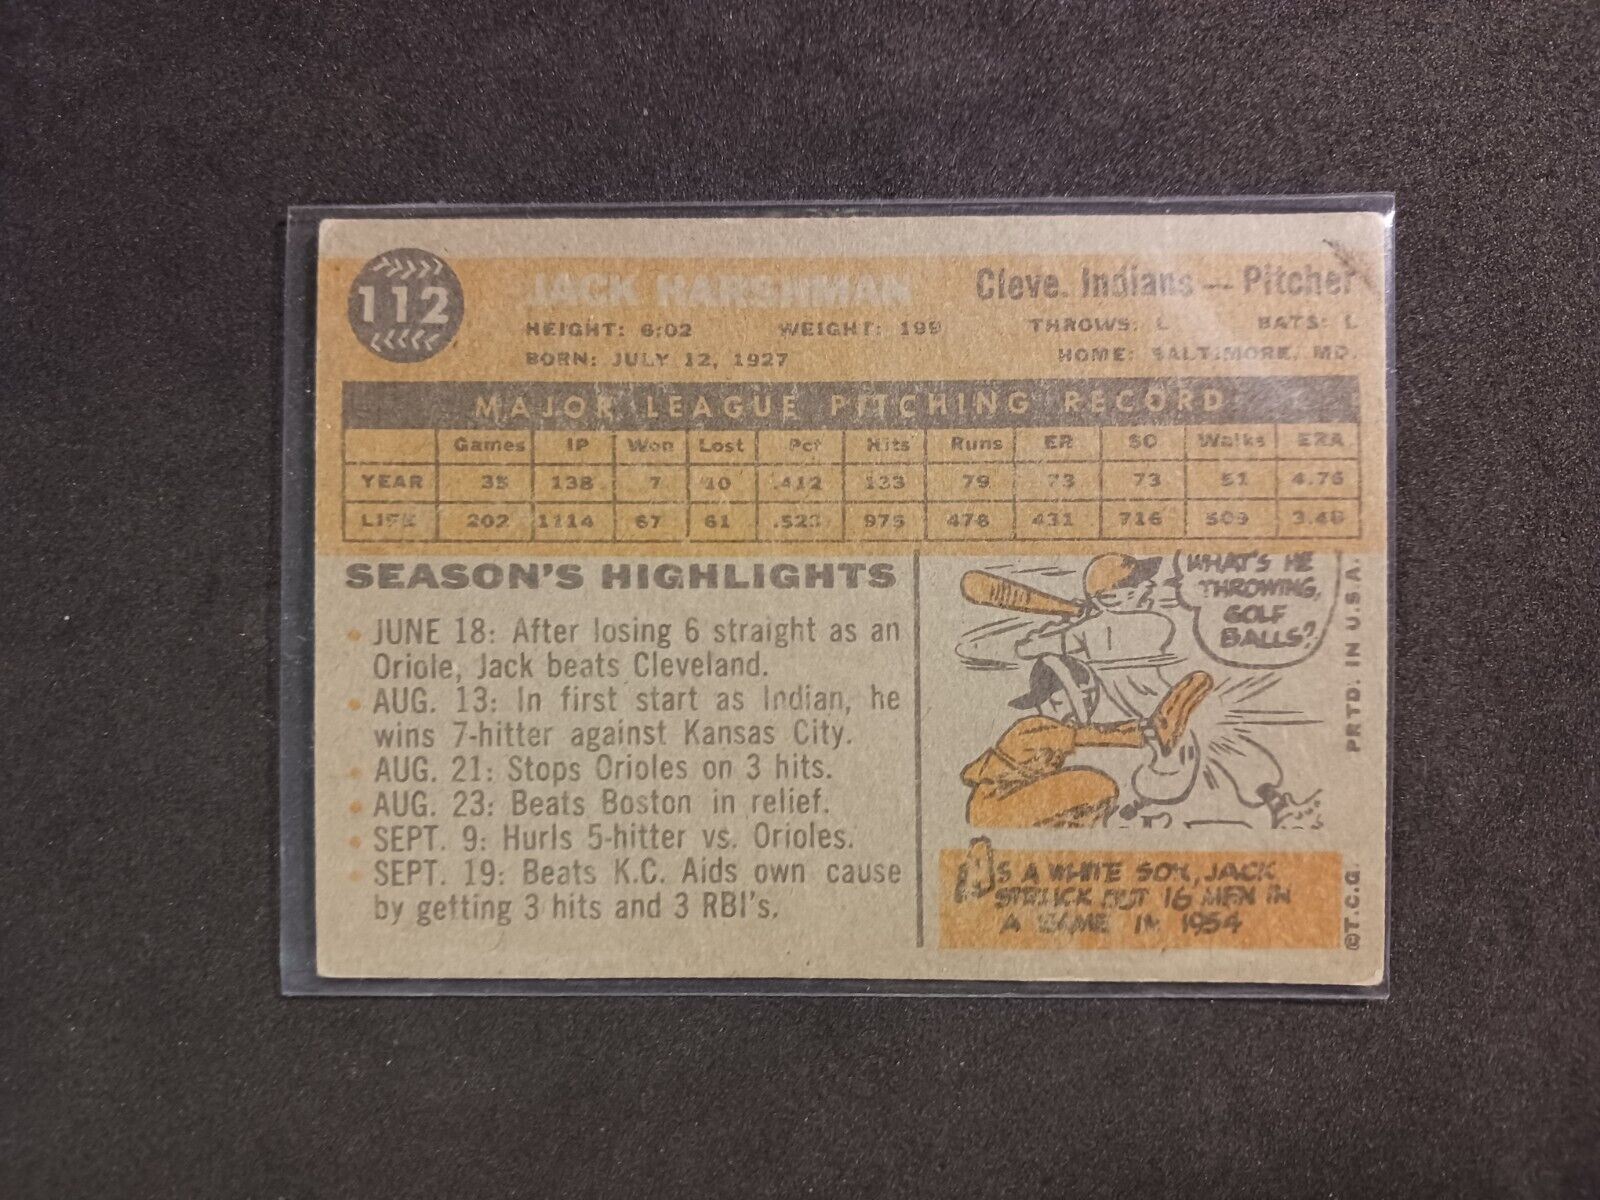 112
JACK HARSHMAN
Cleve. Indians — Pitcher
HEIGHT: 6:02 WEIGHT: 199 THROWS: L BATS: L
BORN: JULY 12, 1927 HOME: BALTIMORE, MD.
MAJOR LEAGUE PITCHING RECORD
Games IP Won Lost Pct Hits Runs ER SO Walks ERA
YEAR 35 138 7 10 .412 133 79 73 73 51 4.76
LIFE 202 1114 67 61 .523 975 478 431 716 509 3.48
SEASON'S HIGHLIGHTS
• JUNE 18: After losing 6 straight as an
Oriole, Jack beats Cleveland.
• AUG. 13: In first start as Indian, he
wins 7-hitter against Kansas City.
• AUG. 21: Stops Orioles on 3 hits.
• AUG. 23: Beats Boston in relief.
• SEPT. 9: Hurls 5-hitter vs. Orioles.
• SEPT. 19: Beats K.C. Aids own cause
by getting 3 hits and 3 RBI's.
WHAT'S HE
THROWING,
GOLF
BALLS?
AS A WHITE SOX, JACK
STRUCK OUT 16 MEN IN
A GAME IN 1954
©T.C.G. PRTD. IN U.S.A.